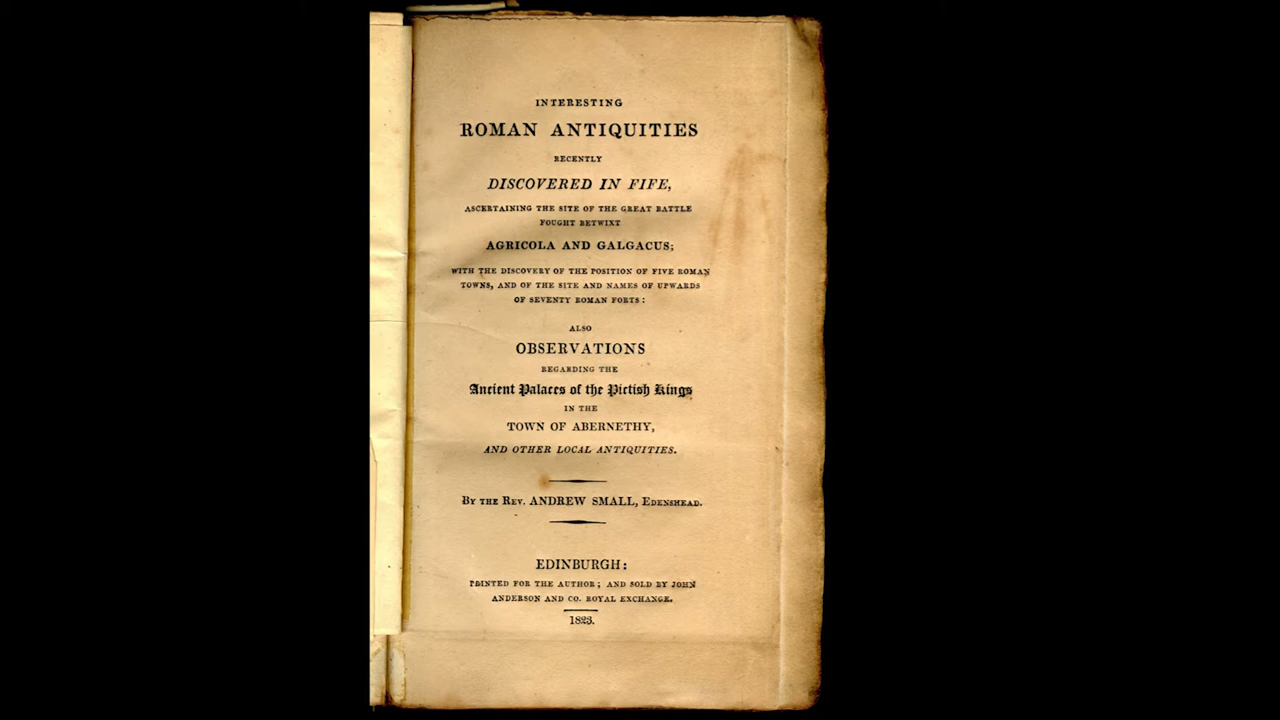 INTERESTING
ROMAN ANTIQUITIES
RECENTLY
DISCOVERED IN FIFE,
ASCERTAINING THE SITE OF THE GREAT BATTLE
FOUGHT BETWIXT
AGRICOLA AND GALGACUS;
WITH THE DISCOVERY OF THE POSITION OF FIVE ROMAN
TOWNS, AND OF THE SITE AND NAMES OF UPWARDS
OF SEVENTY ROMAN FORTS:
ALSO
OBSERVATIONS
REGARDING THE
Ancient Palaces of the Pictish Kings
IN THE
TOWN OF ABERNETHY,
AND OTHER LOCAL ANTIQUITIES.
BY THE REV. ANDREW SMALL, EDENSHEAD.
EDINBURGH:
PRINTED FOR THE AUTHOR; AND SOLD BY JOHN
ANDERSON AND CO. ROYAL EXCHANGE.
1823.